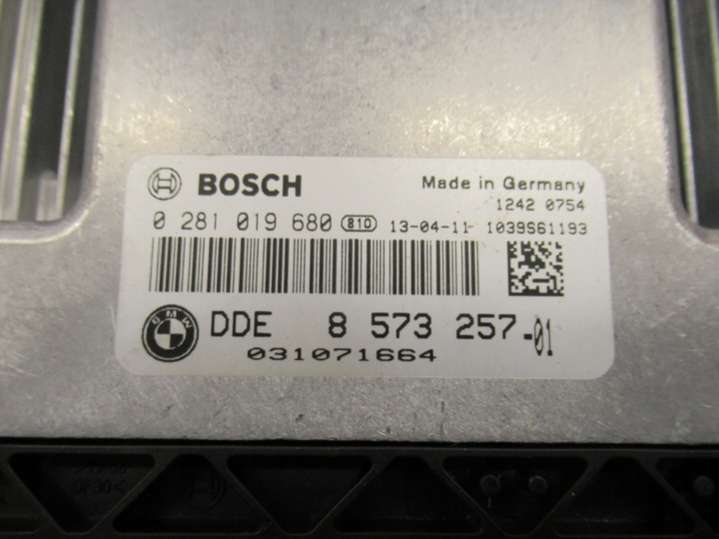 BOSCH Made in Germany
1242 0754
0 281 019 680 810 13-04-11 1039S61193
BMW DDE 8 573 257-01
031071664